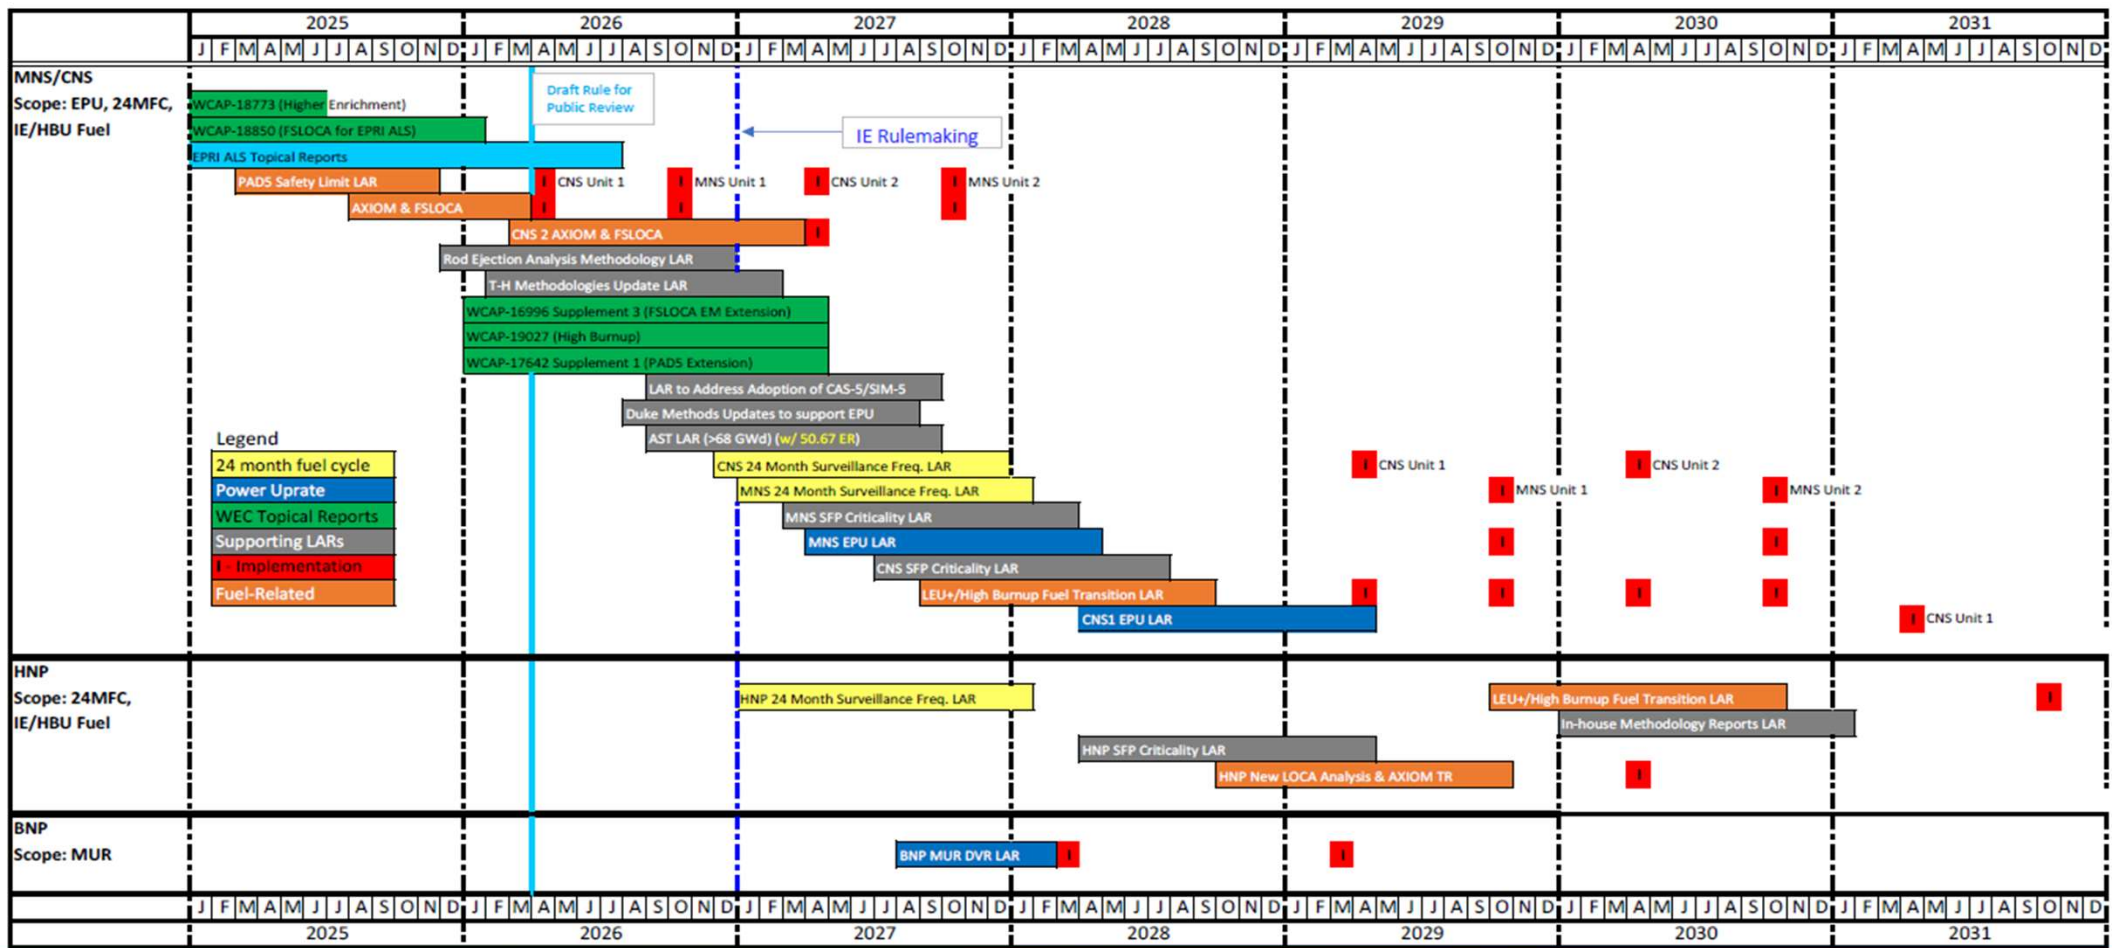 2025 2026 2027 2028 2029 2030 2031
J F M A M J J A S O N D J F M A M J J A S O N D J F M A M J J A S O N D J F M A M J J A S O N D J F M A M J J A S O N D J F M A M J J A S O N D J F M A M J J A S O N D
MNS/CNS
Scope: EPU, 24MFC,
IE/HBU Fuel
Draft Rule for
Public Review
IE Rulemaking
WCAP-18773 (Higher Enrichment)
WCAP-18850 (FSLOCA for EPRI ALS)
EPRI ALS Topical Reports
PAD5 Safety Limit LAR I CNS Unit 1 I MNS Unit 1 I CNS Unit 2 I MNS Unit 2
AXIOM & FSLOCA I I I
CNS 2 AXIOM & FSLOCA I
Rod Ejection Analysis Methodology LAR
T-H Methodologies Update LAR
WCAP-16996 Supplement 3 (FSLOCA EM Extension)
WCAP-19027 (High Burnup)
WCAP-17642 Supplement 1 (PAD5 Extension)
LAR to Address Adoption of CAS-5/SIM-5
Duke Methods Updates to support EPU
AST LAR (>68 GWd) (w/ 50.67 ER)
CNS 24 Month Surveillance Freq. LAR I CNS Unit 1 I CNS Unit 2
MNS 24 Month Surveillance Freq. LAR I MNS Unit 1 I MNS Unit 2
MNS SFP Criticality LAR
MNS EPU LAR I I
CNS SFP Criticality LAR
LEU+/High Burnup Fuel Transition LAR I I I I
CNS1 EPU LAR I CNS Unit 1
Legend
24 month fuel cycle
Power Uprate
WEC Topical Reports
Supporting LARs
I - Implementation
Fuel-Related
HNP
Scope: 24MFC,
IE/HBU Fuel
HNP 24 Month Surveillance Freq. LAR LEU+/High Burnup Fuel Transition LAR I
In-house Methodology Reports LAR
HNP SFP Criticality LAR
HNP New LOCA Analysis & AXIOM TR I
BNP
Scope: MUR
BNP MUR DVR LAR I I
J F M A M J J A S O N D J F M A M J J A S O N D J F M A M J J A S O N D J F M A M J J A S O N D J F M A M J J A S O N D J F M A M J J A S O N D J F M A M J J A S O N D
2025 2026 2027 2028 2029 2030 2031